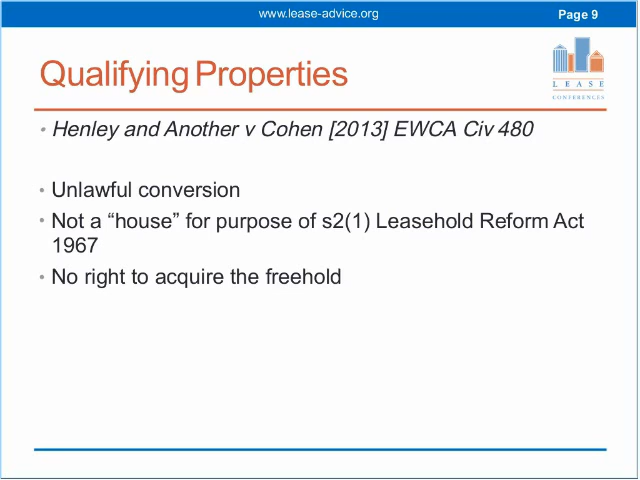 www.lease-advice.org
Page 9
Qualifying Properties
LEASE
CONFERENCES
• Henley and Another v Cohen [2013] EWCA Civ 480
• Unlawful conversion
• Not a “house” for purpose of s2(1) Leasehold Reform Act
1967
• No right to acquire the freehold